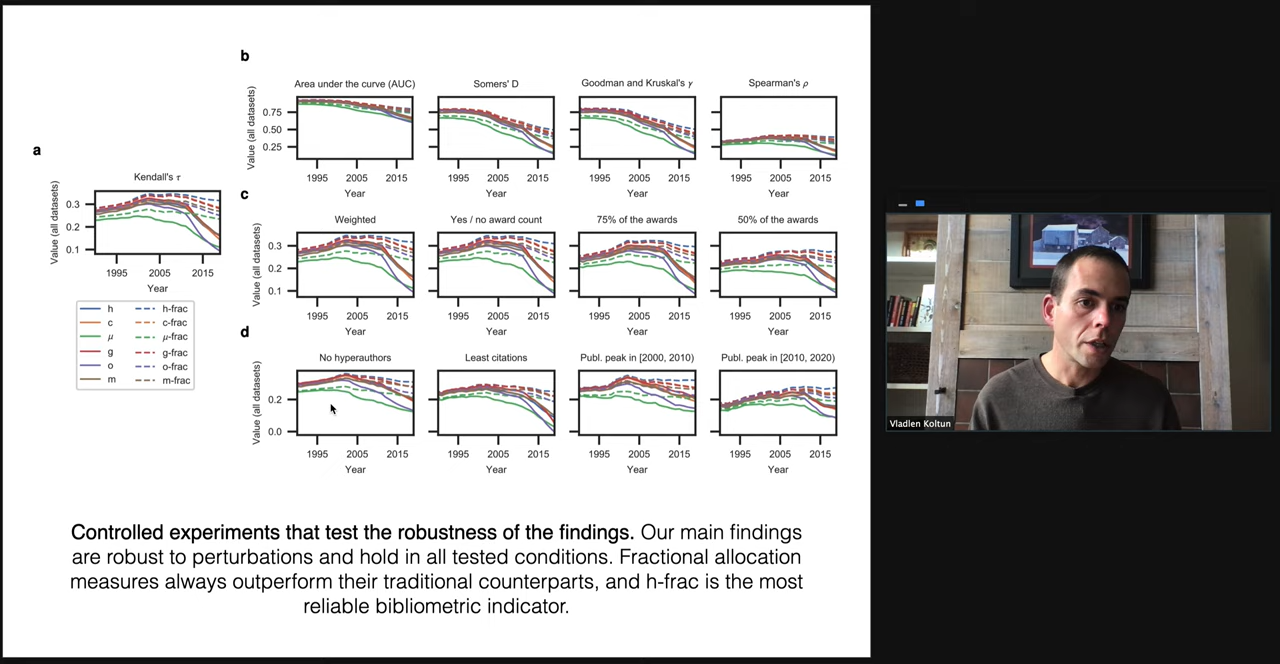 b
Area under the curve (AUC)
Somers' D
Goodman and Kruskal's γ
Spearman's ρ
Value (all datasets)
0.75
0.50
0.25
1995 2005 2015
1995 2005 2015
1995 2005 2015
1995 2005 2015
Year
Year
Year
Year
a
Kendall's τ
Value (all datasets)
0.3
0.2
0.1
1995 2005 2015
Year
h h-frac
c c-frac
μ μ-frac
g g-frac
o o-frac
m m-frac
c
Weighted
Yes / no award count
75% of the awards
50% of the awards
Value (all datasets)
0.3
0.2
0.1
1995 2005 2015
1995 2005 2015
1995 2005 2015
1995 2005 2015
Year
Year
Year
Year
d
No hyperauthors
Least citations
Publ. peak in [2000, 2010)
Publ. peak in [2010, 2020)
Value (all datasets)
0.2
0.0
1995 2005 2015
1995 2005 2015
1995 2005 2015
1995 2005 2015
Year
Year
Year
Year
Controlled experiments that test the robustness of the findings. Our main findings
are robust to perturbations and hold in all tested conditions. Fractional allocation
measures always outperform their traditional counterparts, and h-frac is the most
reliable bibliometric indicator.
Vladlen Koltun